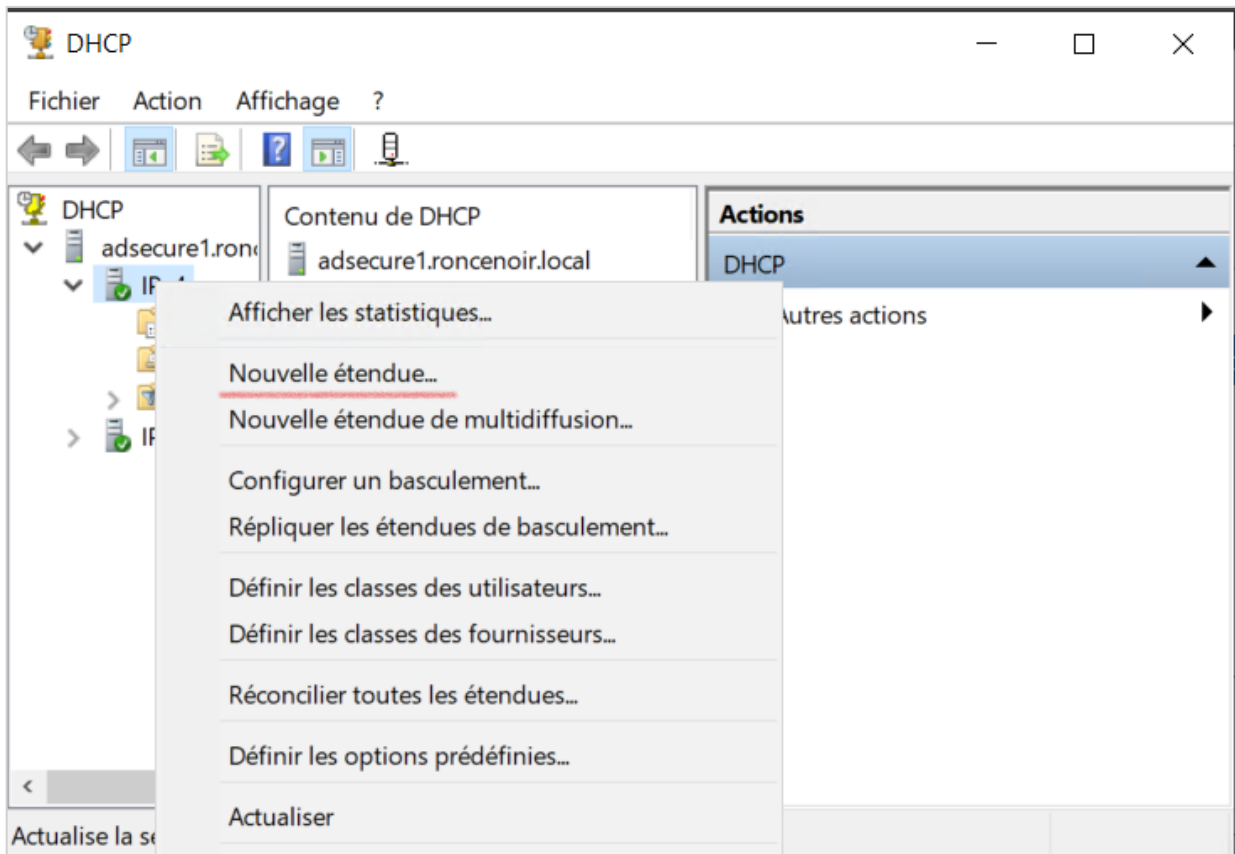 DHCP
Fichier Action Affichage ?
DHCP
adsecure1.ronc
Contenu de DHCP
adsecure1.roncenoir.local
Actions
DHCP
Autres actions
Afficher les statistiques...
Nouvelle étendue...
Nouvelle étendue de multidiffusion...
Configurer un basculement...
Répliquer les étendues de basculement...
Définir les classes des utilisateurs...
Définir les classes des fournisseurs...
Réconcilier toutes les étendues...
Définir les options prédéfinies...
Actualiser
Actualise la se